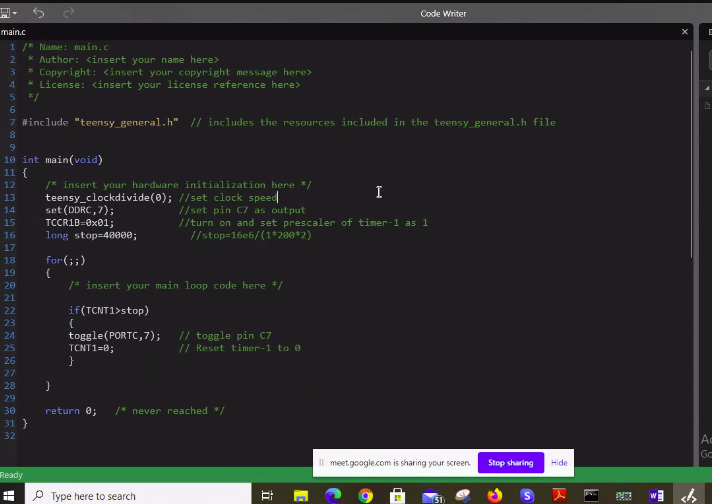 Code Writer
main.c
1 /* Name: main.c
2 * Author: <insert your name here>
3 * Copyright: <insert your copyright message here>
4 * License: <insert your license reference here>
5 */
6
7 #include "teensy_general.h" // includes the resources included in the teensy_general.h file
8
9
10 int main(void)
11 {
12 /* insert your hardware initialization here */
13 teensy_clockdivide(0); //set clock speed
14 set(DDRC,7); //set pin C7 as output
15 TCCR1B=0x01; //turn on and set prescaler of timer-1 as 1
16 long stop=40000; //stop=16e6/(1*200*2)
17
18 for(;;)
19 {
20 /* insert your main loop code here */
21
22 if(TCNT1>stop)
23 {
24 toggle(PORTC,7); // toggle pin C7
25 TCNT1=0; // Reset timer-1 to 0
26 }
27
28 }
29
30 return 0; /* never reached */
31 }
32
meet.google.com is sharing your screen. Stop sharing Hide
Ready
Type here to search
51